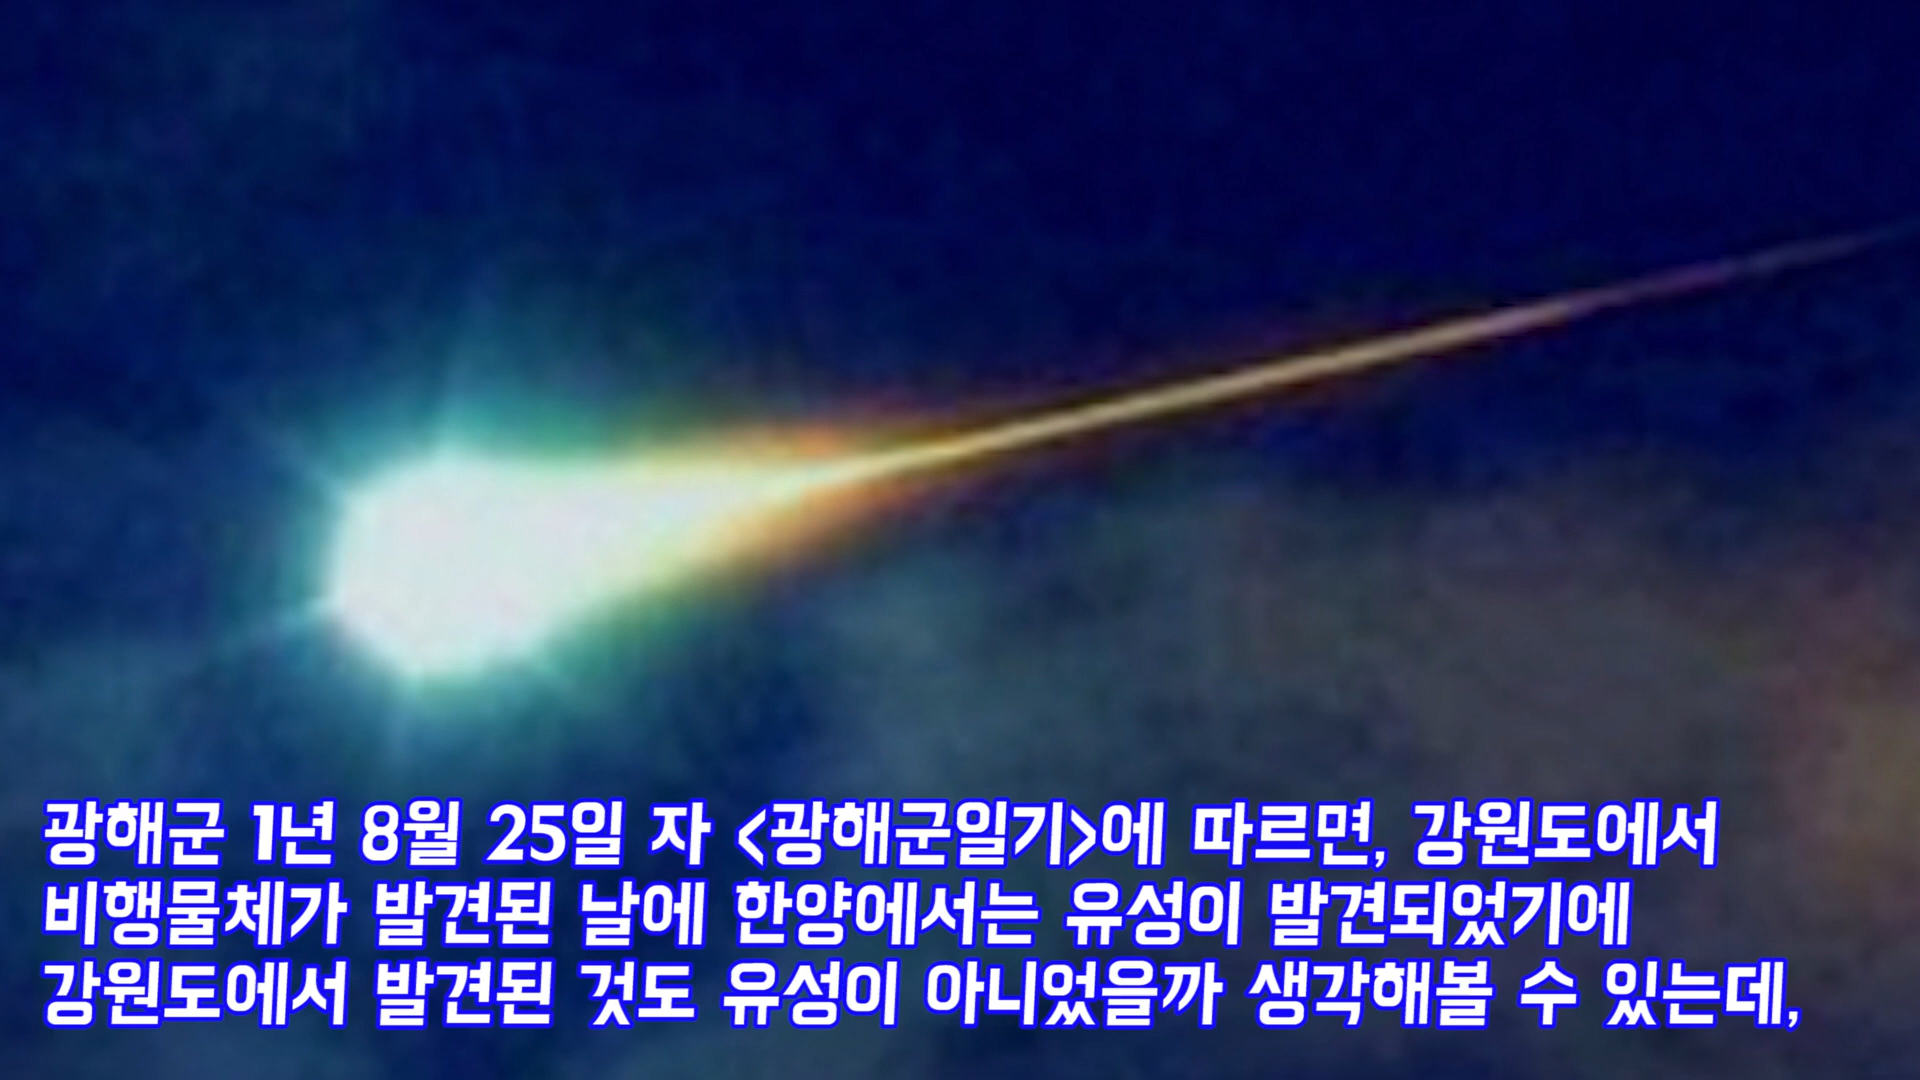 광해군 1년 8월 25일 자 <광해군일기>에 따르면, 강원도에서
비행물체가 발견된 날에 한양에서는 유성이 발견되었기에
강원도에서 발견된 것도 유성이 아니었을까 생각해볼 수 있는데,